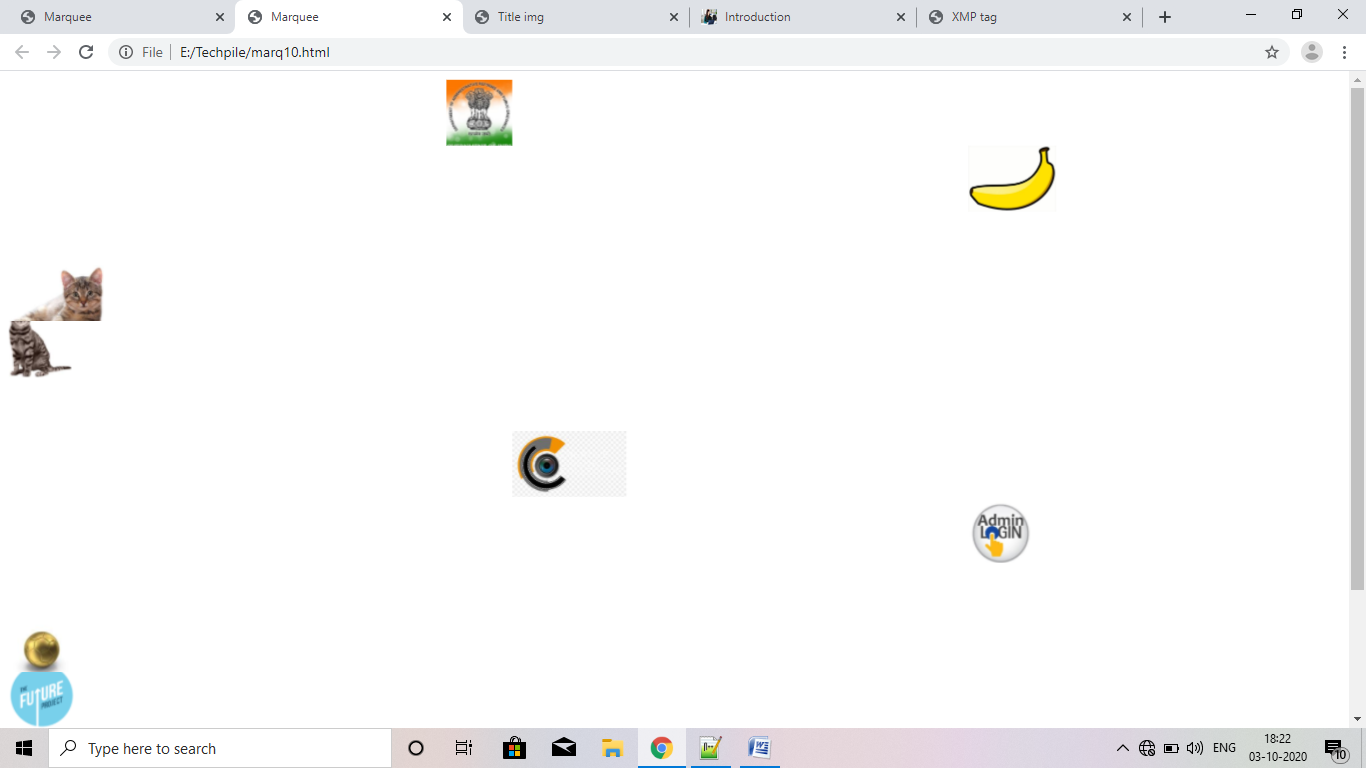 Marquee
Marquee
Title img
Introduction
XMP tag
File
E:/Techpile/marq10.html
Admin
LOGIN
THE
FUTURE
PROJECT
Type here to search
ENG
18:22
03-10-2020
10